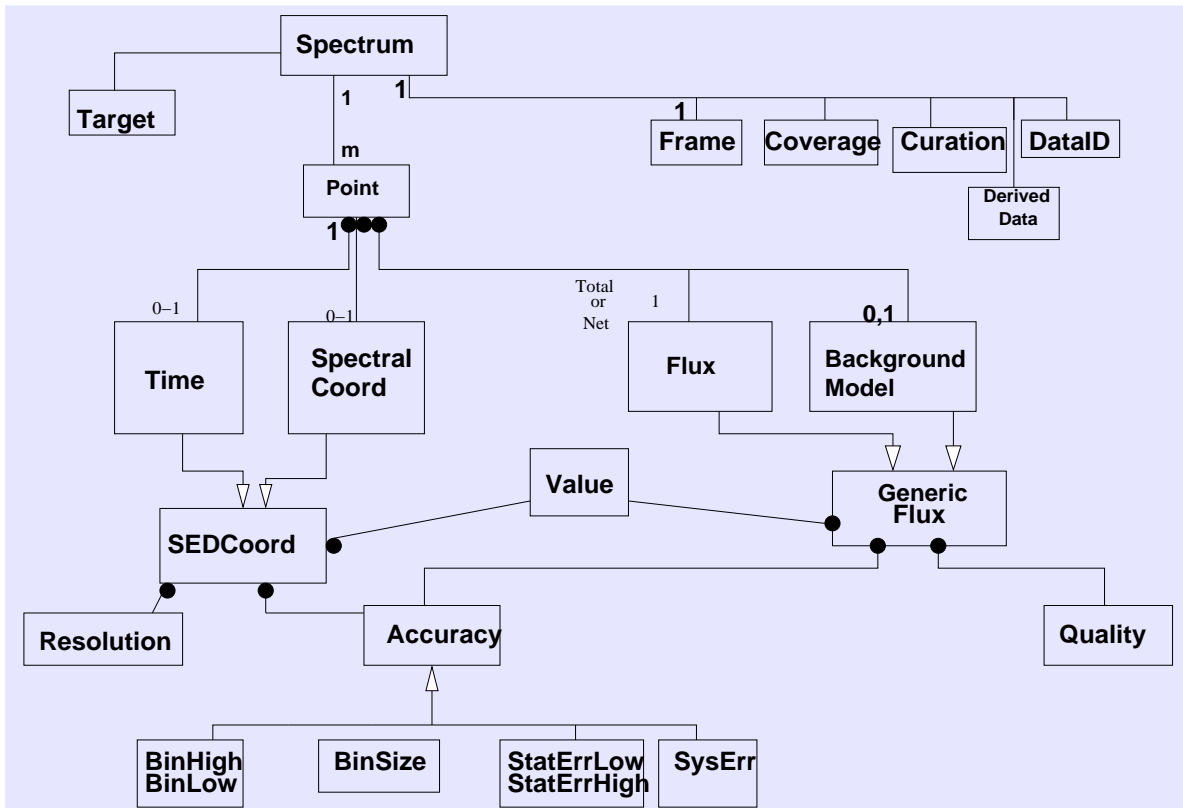 Spectrum
Target
1
1
1
Frame
Coverage
Curation
DataID
m
Point
Derived
Data
1
0–1
0–1
Total
or
Net
1
0,1
Time
Spectral
Coord
Flux
Background
Model
Value
Generic
Flux
SEDCoord
Resolution
Accuracy
Quality
BinHigh
BinLow
BinSize
StatErrLow
StatErrHigh
SysErr